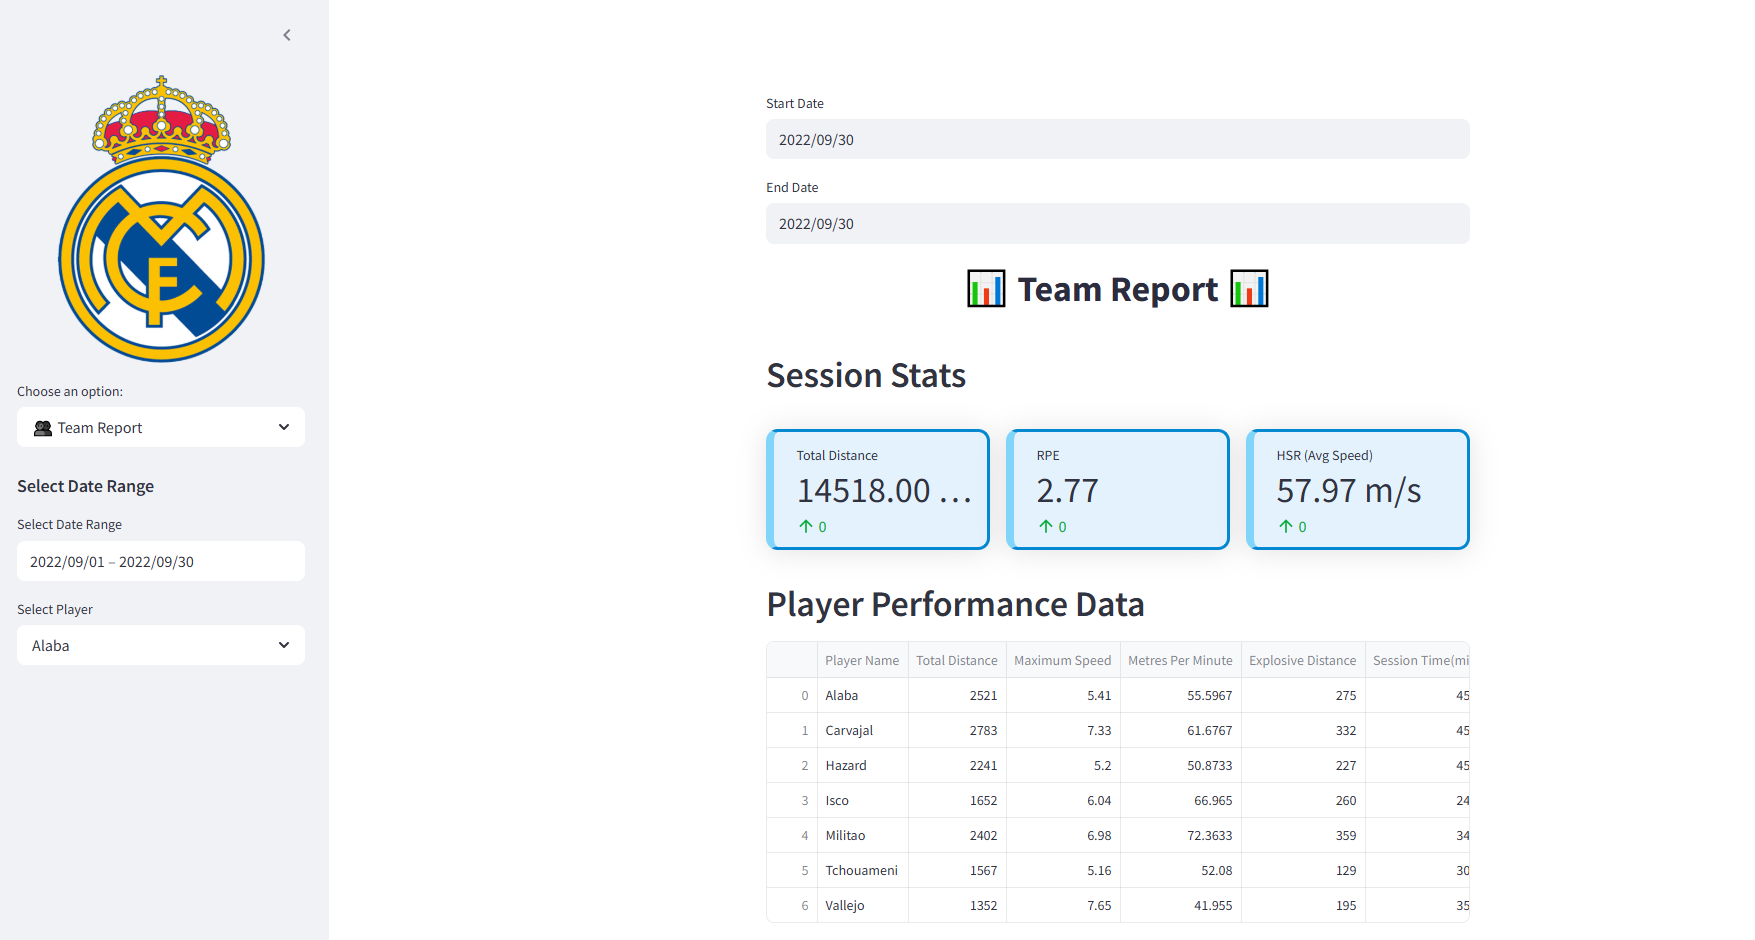 Choose an option:
Team Report
Select Date Range
Select Date Range
2022/09/01 – 2022/09/30
Select Player
Alaba
Start Date
2022/09/30
End Date
2022/09/30
Team Report
Session Stats
Total Distance RPE HSR (Avg Speed)
14518.00 … 2.77 57.97 m/s
0 0 0
Player Performance Data
Player Name Total Distance Maximum Speed Metres Per Minute Explosive Distance Session Time(mi
0 Alaba 2521 5.41 55.5967 275 45
1 Carvajal 2783 7.33 61.6767 332 45
2 Hazard 2241 5.2 50.8733 227 45
3 Isco 1652 6.04 66.965 260 24
4 Militao 2402 6.98 72.3633 359 34
5 Tchouameni 1567 5.16 52.08 129 30
6 Vallejo 1352 7.65 41.955 195 35